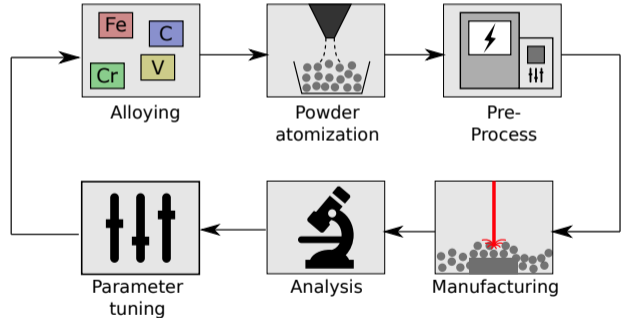 Fe
C
Cr
V
Alloying
Powder
atomization
Pre-
Process
Parameter
tuning
Analysis
Manufacturing